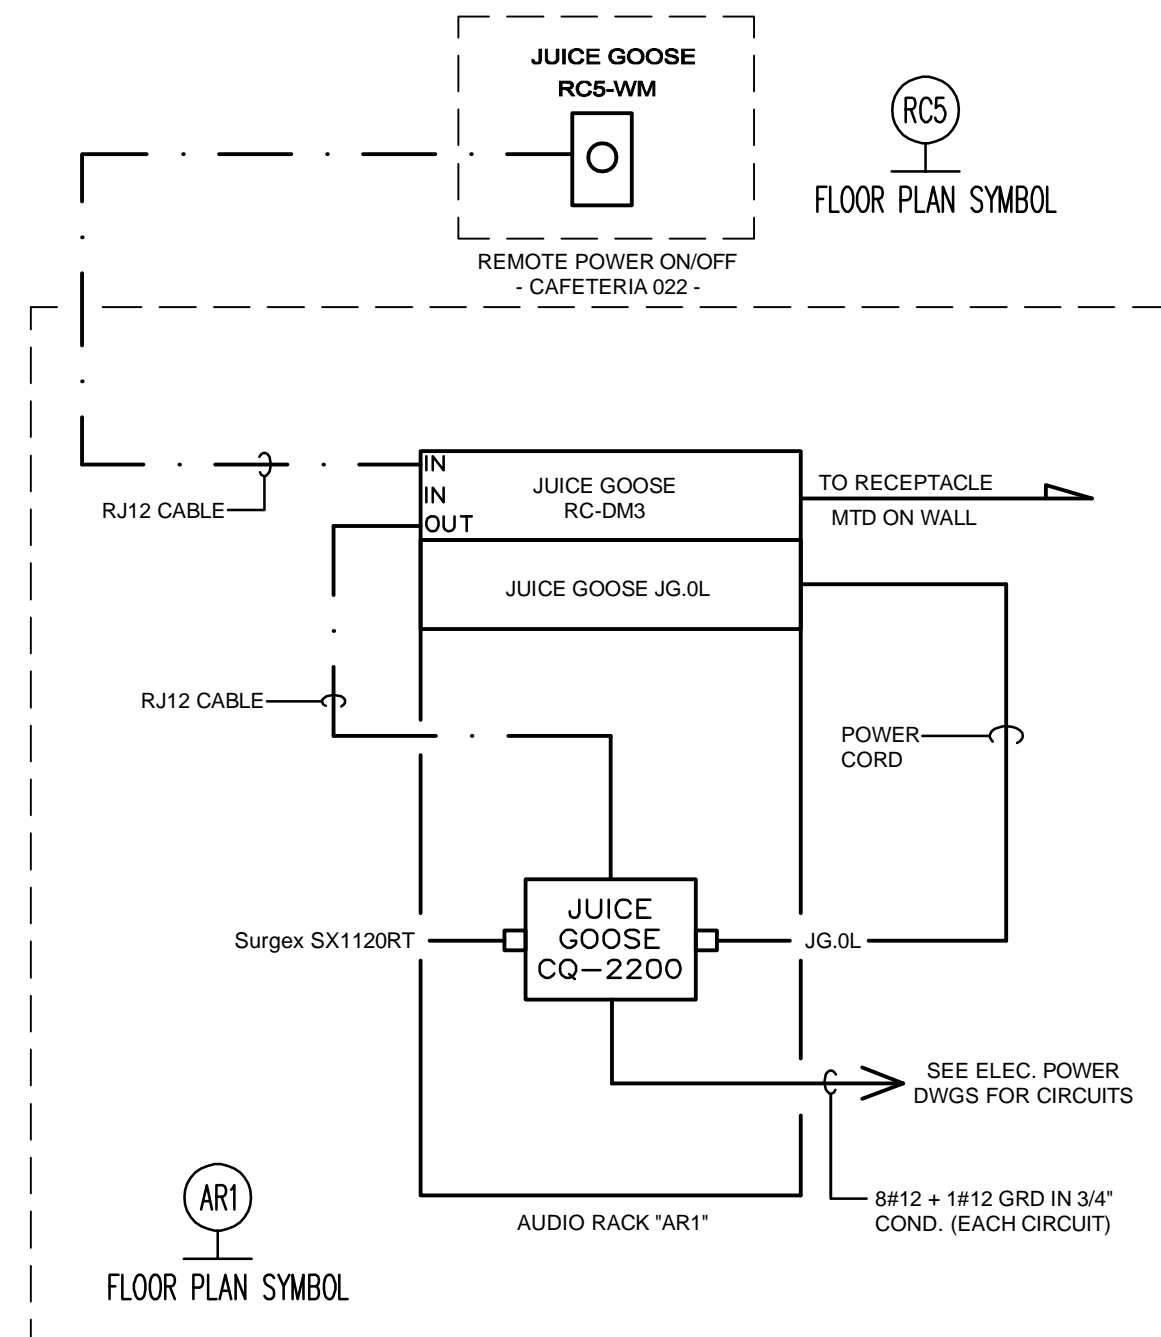 JUICE GOOSE
RC5-WM
RC5
FLOOR PLAN SYMBOL
REMOTE POWER ON/OFF
- CAFETERIA 022 -
IN
IN
OUT
JUICE GOOSE
RC-DM3
TO RECEPTACLE
MTD ON WALL
RJ12 CABLE
JUICE GOOSE JG.0L
RJ12 CABLE
POWER
CORD
JUICE
GOOSE
CQ-2200
Surgex SX1120RT
JG.0L
SEE ELEC. POWER
DWGS FOR CIRCUITS
8#12 + 1#12 GRD IN 3/4"
COND. (EACH CIRCUIT)
AUDIO RACK "AR1"
AR1
FLOOR PLAN SYMBOL